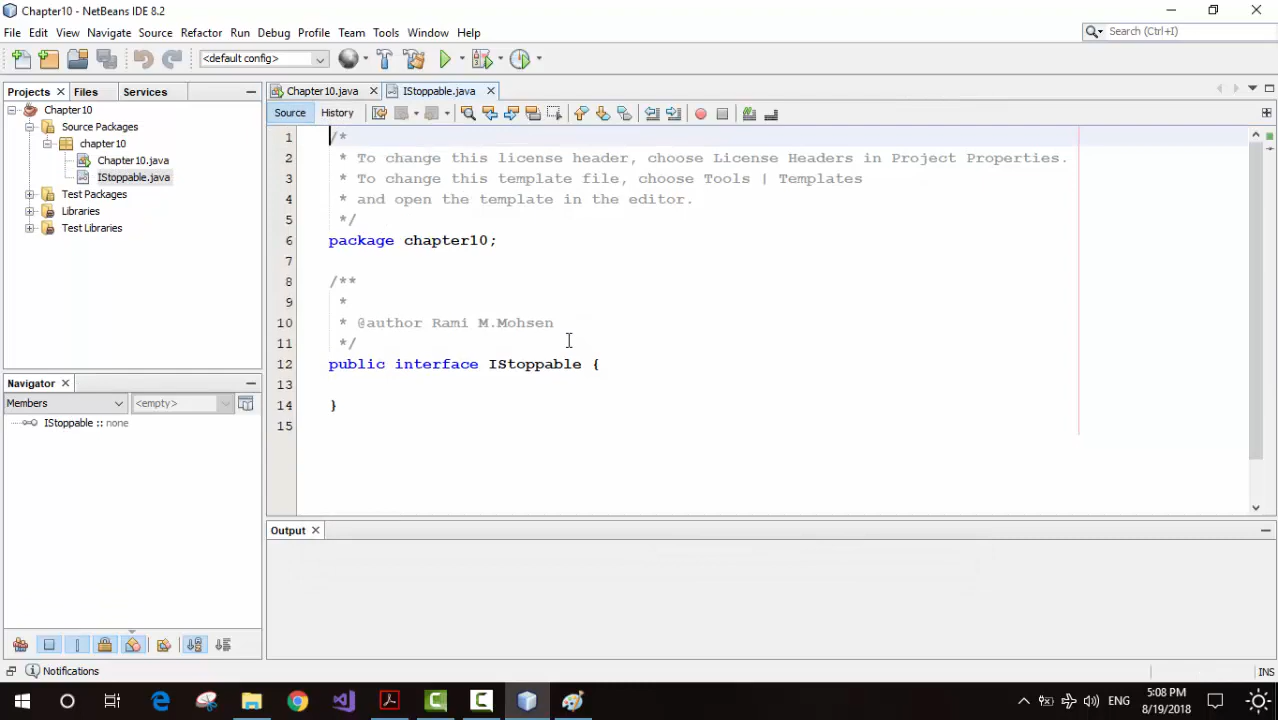 Chapter10 - NetBeans IDE 8.2
File Edit View Navigate Source Refactor Run Debug Profile Team Tools Window Help
Search (Ctrl+I)
<default config>
Projects Files Services
Chapter10.java IStoppable.java
Chapter10
Source Packages
chapter10
Chapter10.java
IStoppable.java
Test Packages
Libraries
Test Libraries
Source History
1 /*
2 * To change this license header, choose License Headers in Project Properties.
3 * To change this template file, choose Tools | Templates
4 * and open the template in the editor.
5 */
6 package chapter10;
7
8 /**
9 *
10 * @author Rami M.Mohsen
11 */
12 public interface IStoppable {
13
14 }
15
Navigator
Members <empty>
IStoppable :: none
Output
Notifications
INS
ENG
5:08 PM
8/19/2018